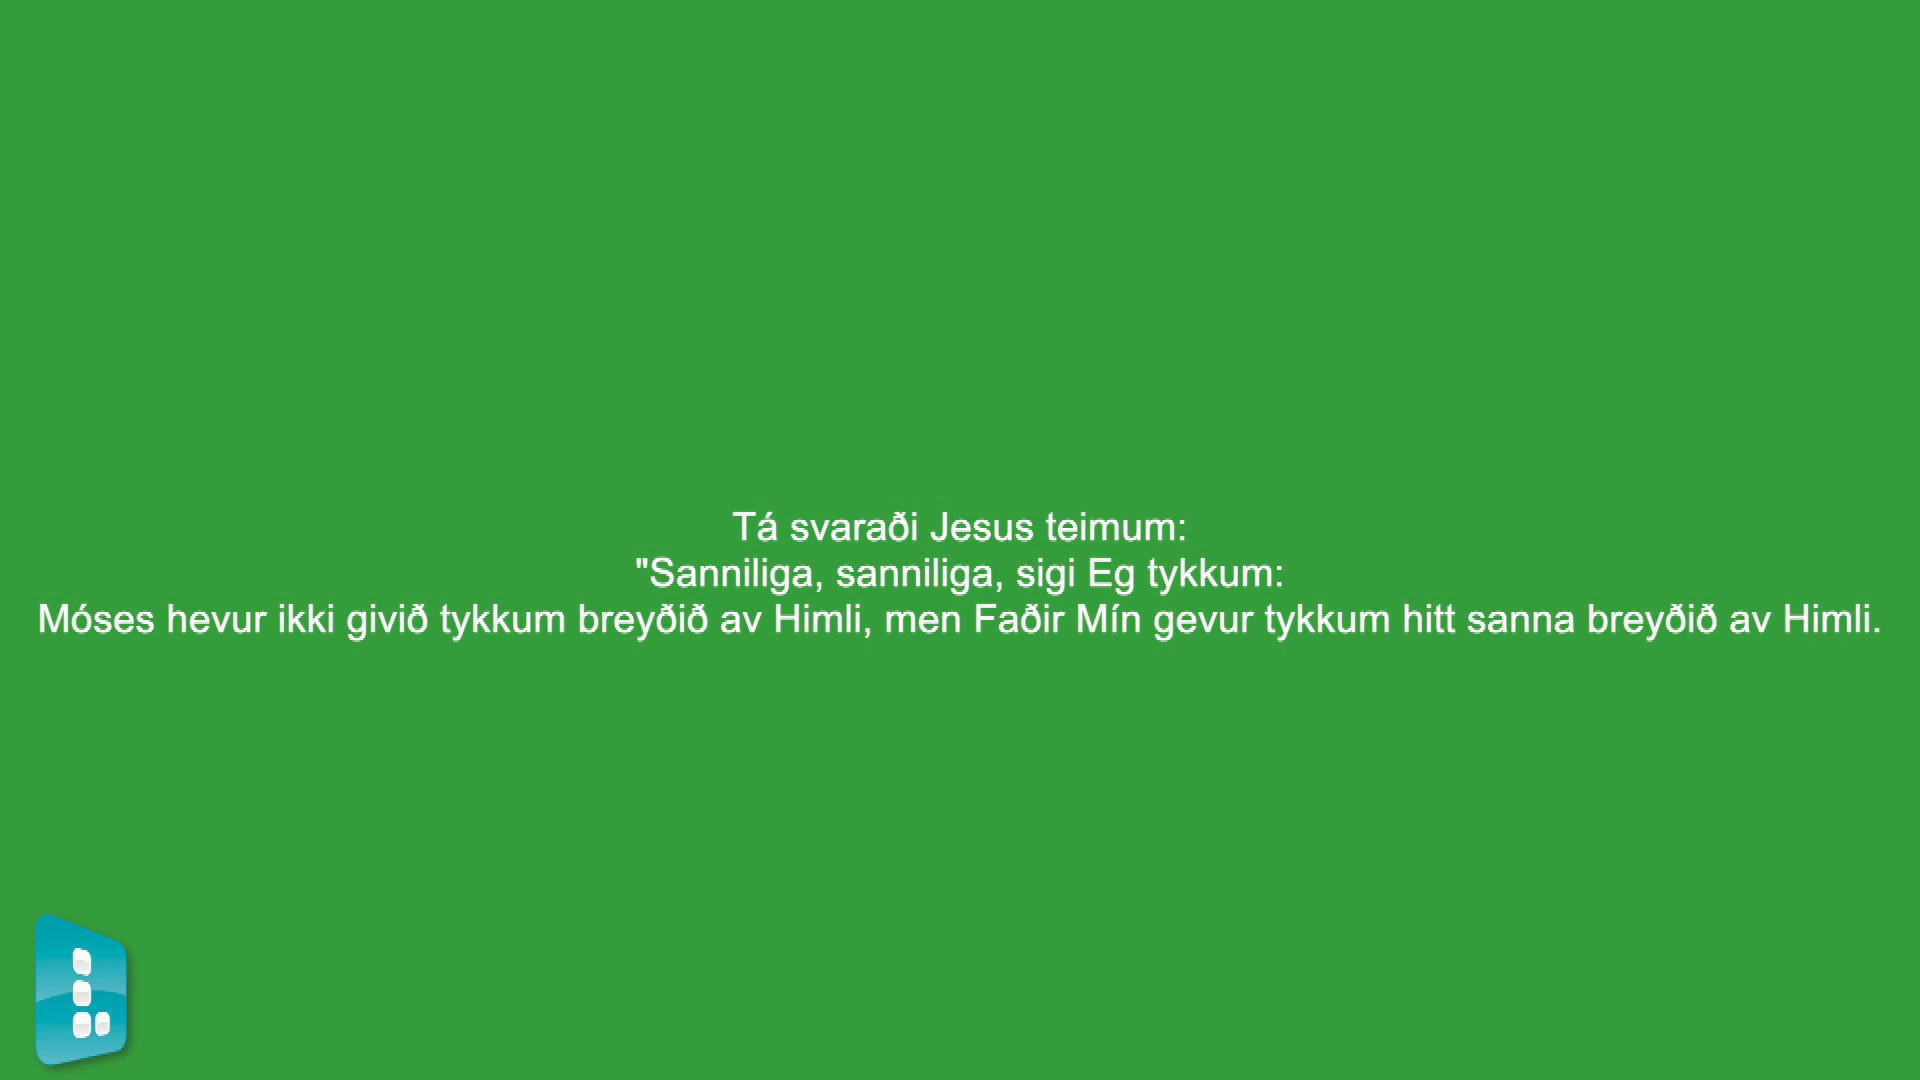 Tá svaraði Jesus teimum:
"Sanniliga, sanniliga, sigi Eg tykkum:
Móses hevur ikki givið tykkum breyðið av Himli, men Faðir Mín gevur tykkum hitt sanna breyðið av Himli.